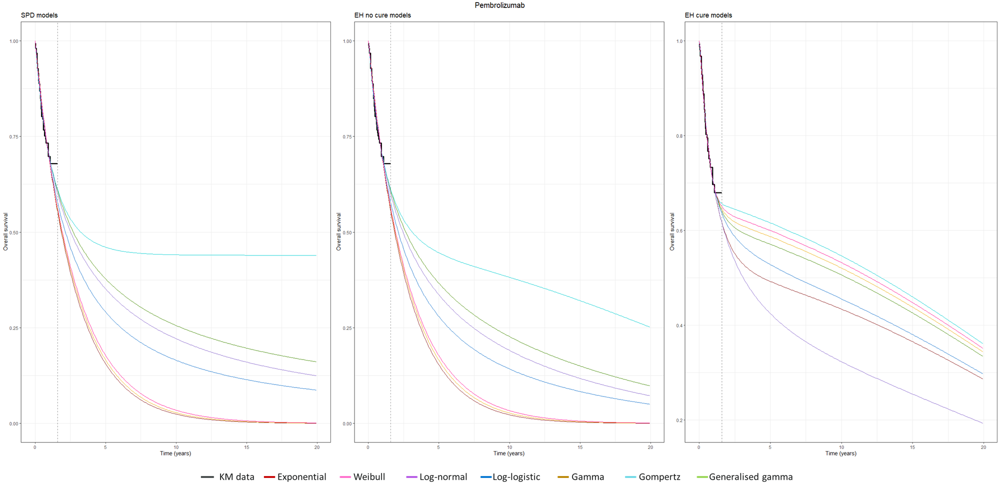 Pembrolizumab
SPD models
1.00
0.75
0.50
0.25
0.00
Overall survival
0 5 10 15 20
Time (years)
EH no cure models
1.00
0.75
0.50
0.25
0.00
Overall survival
0 5 10 15 20
Time (years)
EH cure models
1.0
0.8
0.6
0.4
0.2
Overall survival
0 5 10 15 20
Time (years)
KM data Exponential Weibull Log-normal Log-logistic Gamma Gompertz Generalised gamma